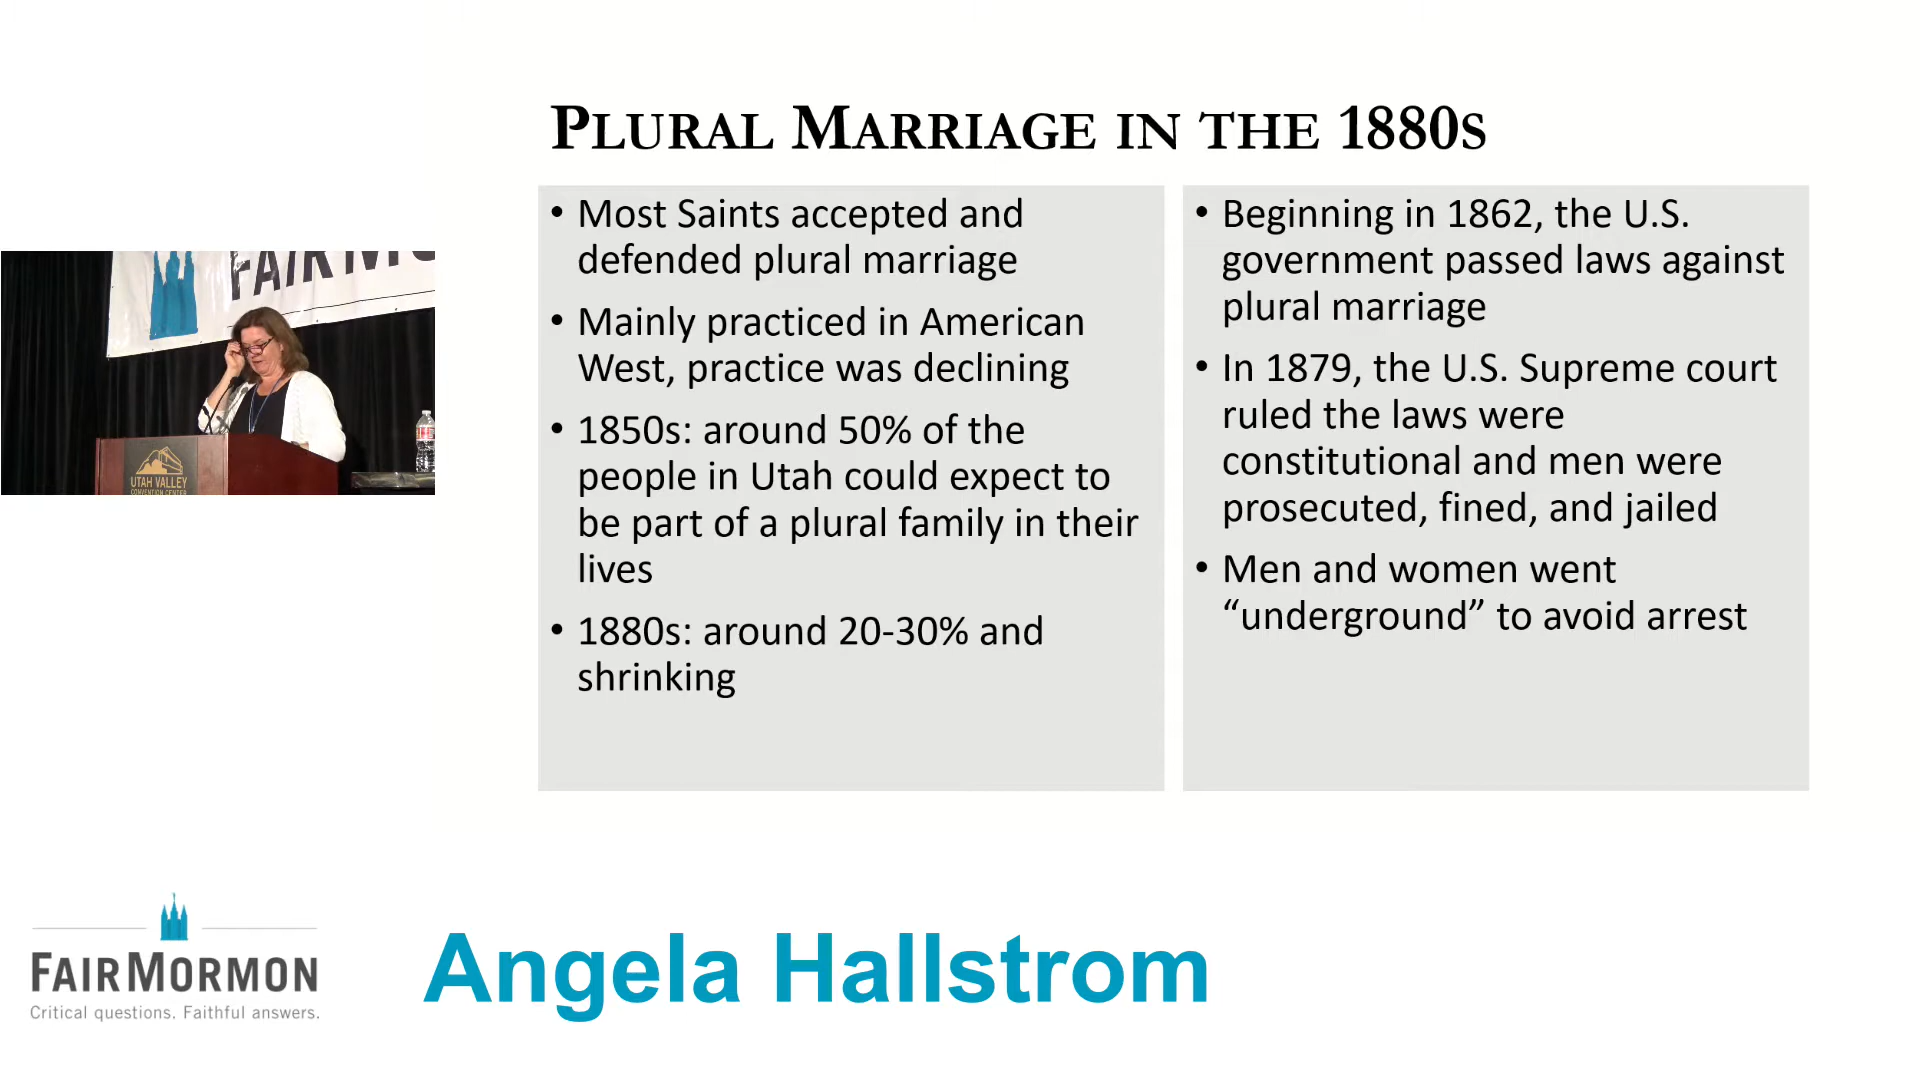 PLURAL MARRIAGE IN THE 1880S
• Most Saints accepted and
defended plural marriage
• Mainly practiced in American
West, practice was declining
• 1850s: around 50% of the
people in Utah could expect to
be part of a plural family in their
lives
• 1880s: around 20-30% and
shrinking
• Beginning in 1862, the U.S.
government passed laws against
plural marriage
• In 1879, the U.S. Supreme court
ruled the laws were
constitutional and men were
prosecuted, fined, and jailed
• Men and women went
“underground” to avoid arrest
FAIRMO
UTAH VALLEY
CONVENTION CENTER
FAIRMORMON
Critical questions. Faithful answers.
Angela Hallstrom